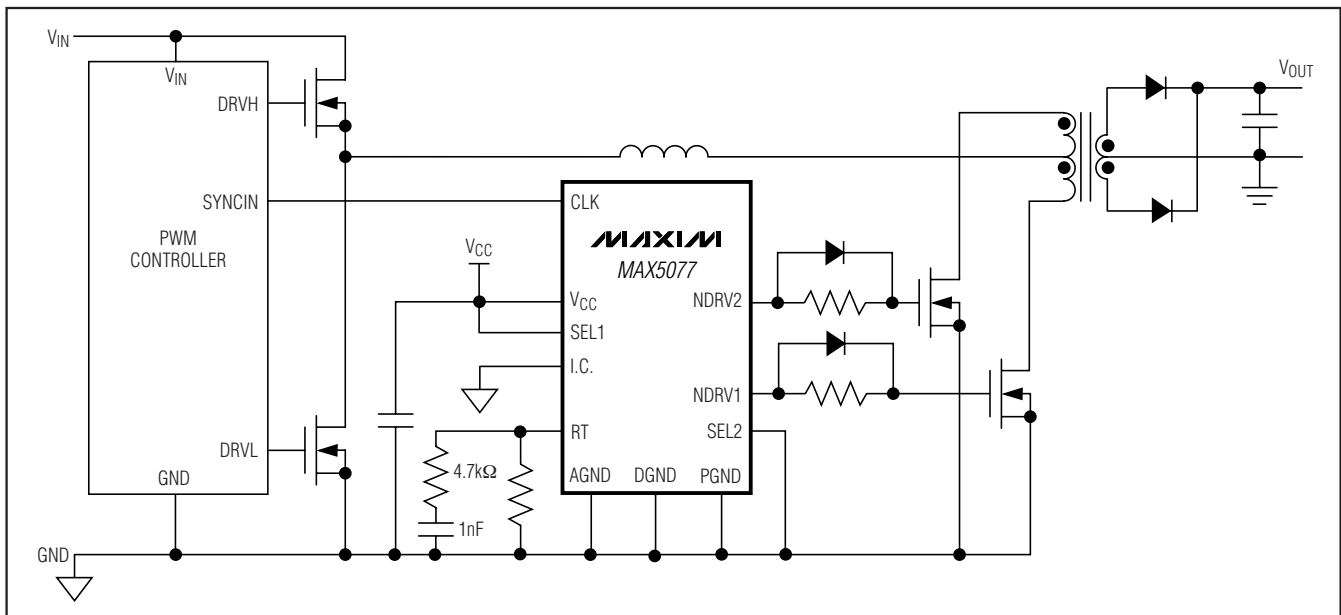 V_IN
V_IN
DRVH
SYNCIN
PWM
CONTROLLER
DRVL
GND
GND
V_CC
CLK
MAXIM
MAX5077
V_CC
SEL1
I.C.
RT
4.7kΩ
1nF
NDRV2
NDRV1
SEL2
AGND DGND PGND
V_OUT